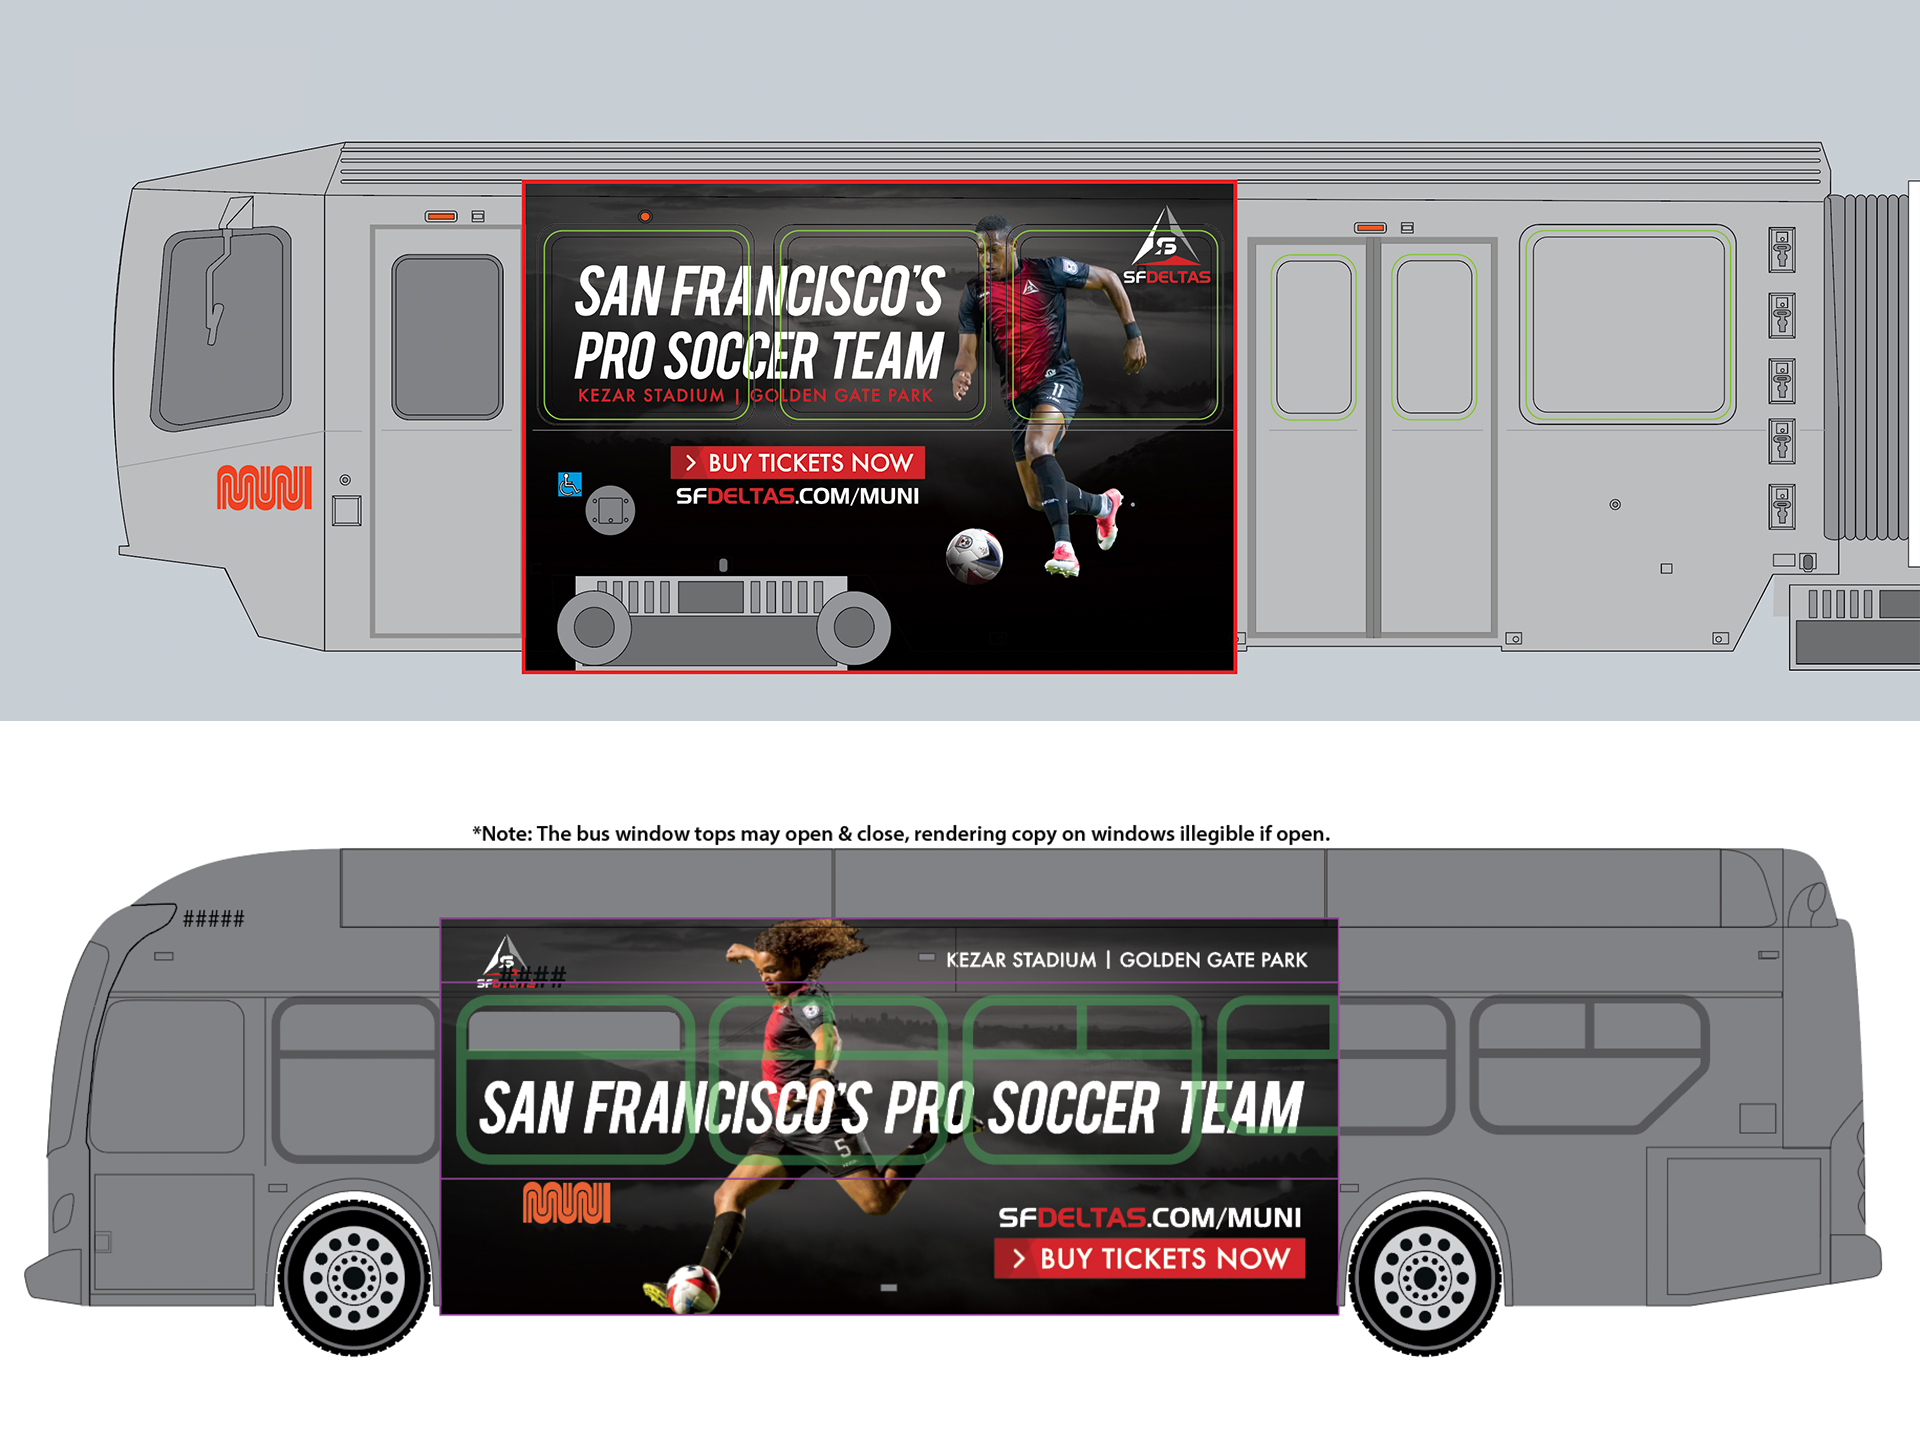 SAN FRANCISCO'S
PRO SOCCER TEAM
KEZAR STADIUM | GOLDEN GATE PARK
> BUY TICKETS NOW
SFDELTAS.COM/MUNI
SFDELTAS
11
MUNI
*Note: The bus window tops may open & close, rendering copy on windows illegible if open.
#####
SFDELTAS
####
KEZAR STADIUM | GOLDEN GATE PARK
SAN FRANCISCO'S PRO SOCCER TEAM
5
MUNI
SFDELTAS.COM/MUNI
> BUY TICKETS NOW